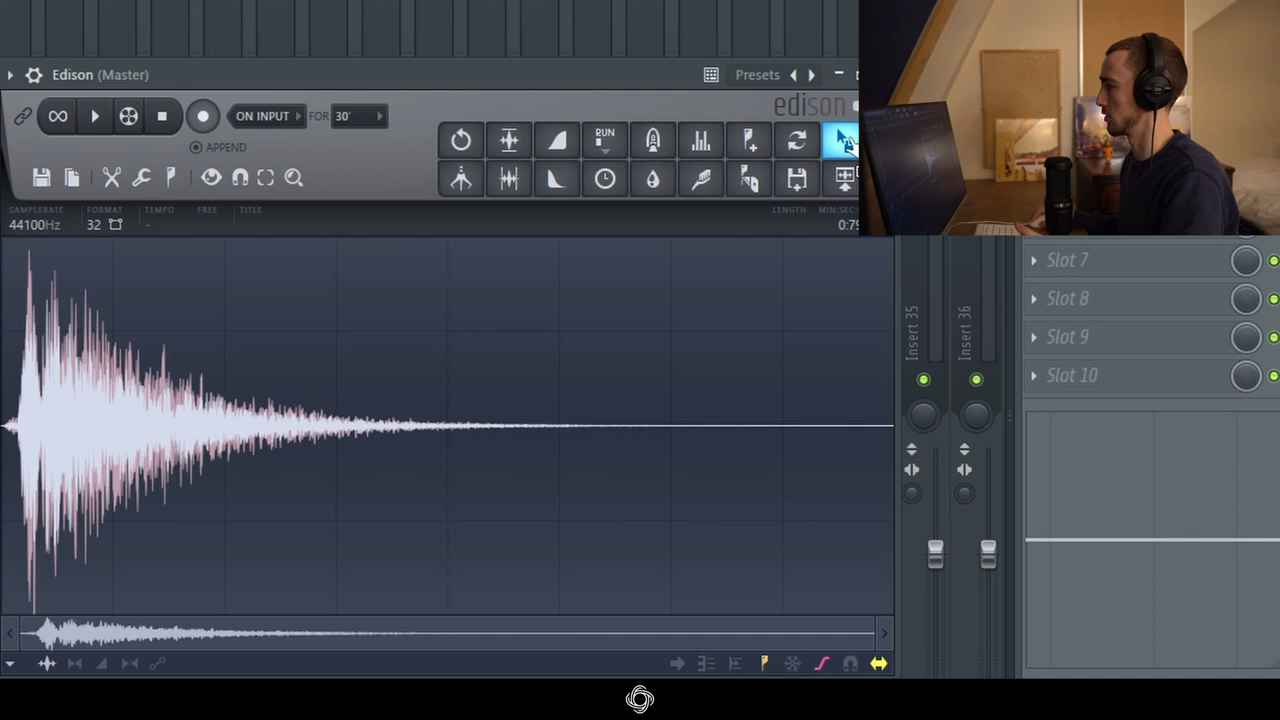 Edison (Master)
Presets
edison
ON INPUT
FOR
30'
APPEND
RUN
SAMPLERATE
FORMAT
TEMPO
FREE
TITLE
LENGTH
MIN:SEC:
44100Hz
32
-
0:79
Insert 35
Insert 36
Slot 7
Slot 8
Slot 9
Slot 10